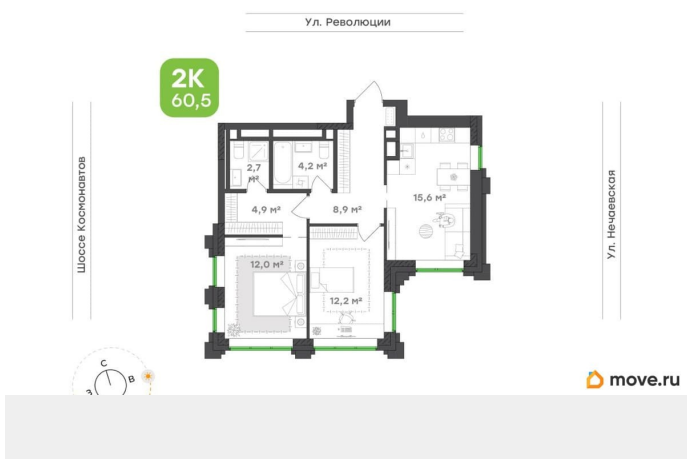 Ул. Революции
2К
60,5
Шоссе Космонавтов
Ул. Нечаевская
2,7 м²
4,2 м²
4,9 м²
8,9 м²
15,6 м²
12,0 м²
12,2 м²
С
В
З
move.ru